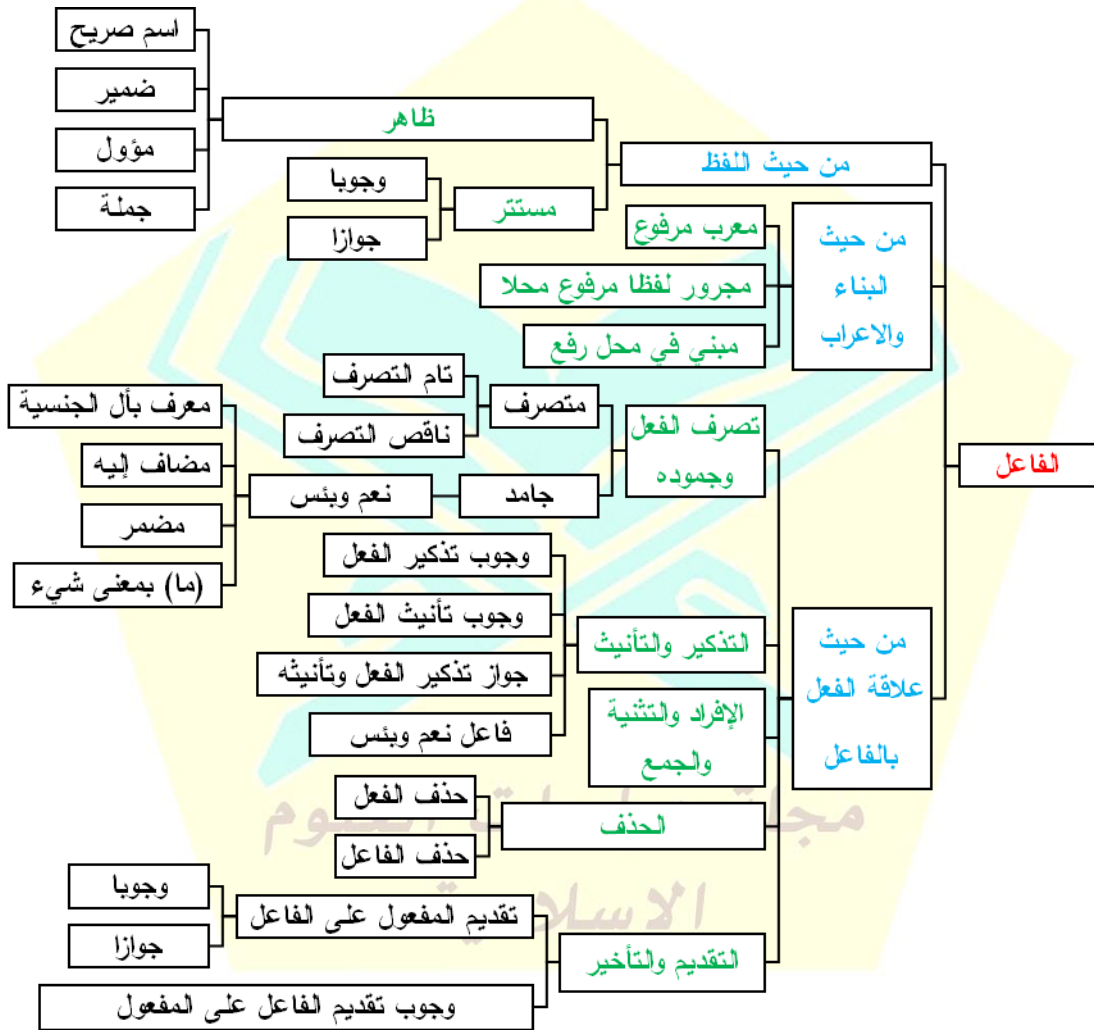 الفاعل
من حيث اللفظ
ظاهر
اسم صريح
ضمير
مؤول
جملة
مستتر
وجوبا
جوازا
من حيث
البناء
والاعراب
معرب مرفوع
مجرور لفظا مرفوع محلا
مبني في محل رفع
من حيث
علاقة الفعل
بالفاعل
تصرف الفعل
وجموده
متصرف
تام التصرف
ناقص التصرف
جامد
نعم وبئس
معرف بأل الجنسية
مضاف إليه
مضمر
(ما) بمعنى شيء
التذكير والتأنيث
وجوب تذكير الفعل
وجوب تأنيث الفعل
جواز تذكير الفعل وتأنيثه
فاعل نعم وبئس
الإفراد والتثنية
والجمع
الحذف
حذف الفعل
حذف الفاعل
التقديم والتأخير
تقديم المفعول على الفاعل
وجوبا
جوازا
وجوب تقديم الفاعل على المفعول
مجلة
الاسلامية